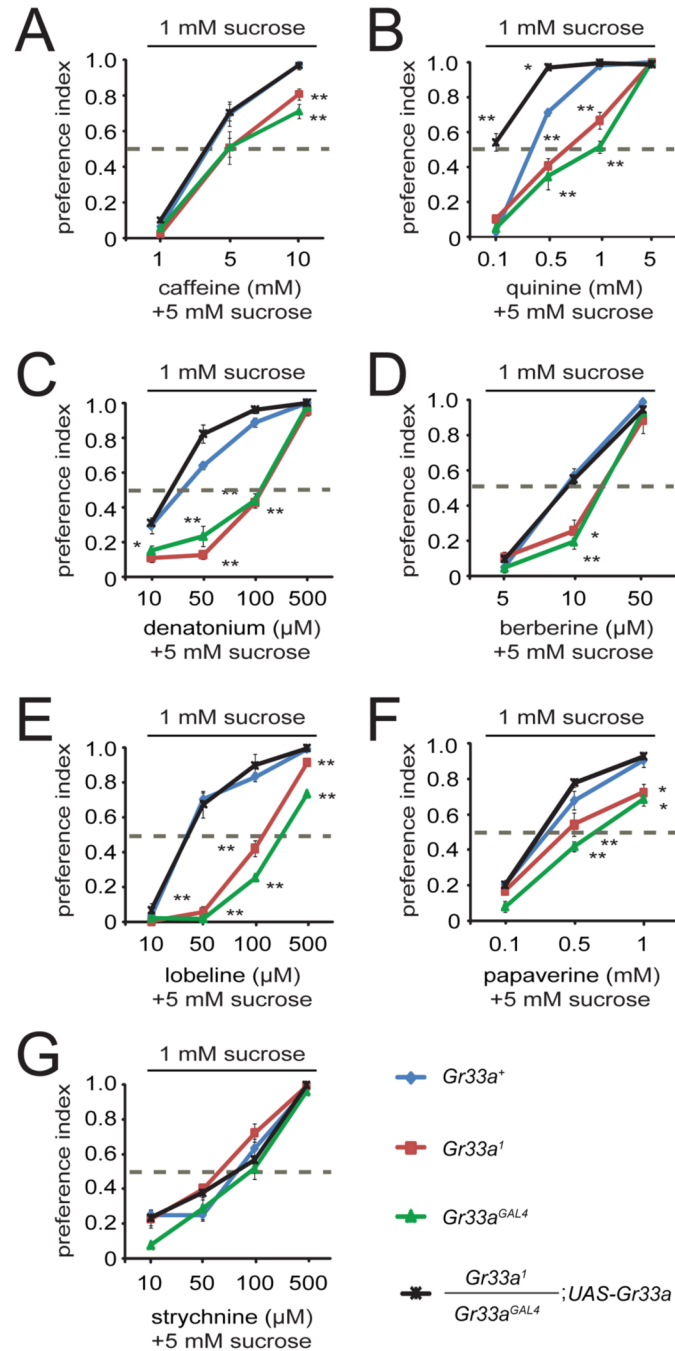 A
1 mM sucrose
preference index
1.0
0.8
0.6
0.4
0.2
0
**
**
1 5 10
caffeine (mM)
+5 mM sucrose
B
1 mM sucrose
preference index
1.0
0.8
0.6
0.4
0.2
0
*
**
**
**
**
**
0.1 0.5 1 5
quinine (mM)
+5 mM sucrose
C
1 mM sucrose
preference index
1.0
0.8
0.6
0.4
0.2
0
**
**
**
*
**
10 50 100 500
denatonium (µM)
+5 mM sucrose
D
1 mM sucrose
preference index
1.0
0.8
0.6
0.4
0.2
0
*
**
5 10 50
berberine (µM)
+5 mM sucrose
E
1 mM sucrose
preference index
1.0
0.8
0.6
0.4
0.2
0
**
**
**
**
**
**
10 50 100 500
lobeline (µM)
+5 mM sucrose
F
1 mM sucrose
preference index
1.0
0.8
0.6
0.4
0.2
0
*
*
**
**
0.1 0.5 1
papaverine (mM)
+5 mM sucrose
G
1 mM sucrose
preference index
1.0
0.8
0.6
0.4
0.2
0
10 50 100 500
strychnine (µM)
+5 mM sucrose
Gr33a⁺
Gr33a¹
Gr33aᴳᴬᴸ⁴
Gr33a¹
Gr33aᴳᴬᴸ⁴ ;UAS-Gr33a